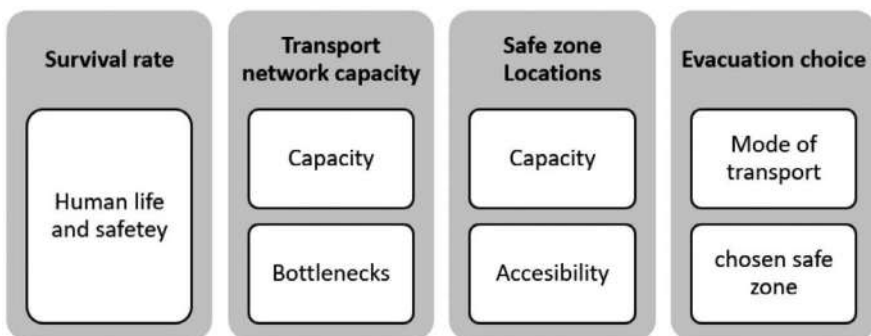 Survival rate
Human life
and safetey
Transport
network capacity
Capacity
Bottlenecks
Safe zone
Locations
Capacity
Accesibility
Evacuation choice
Mode of
transport
chosen safe
zone